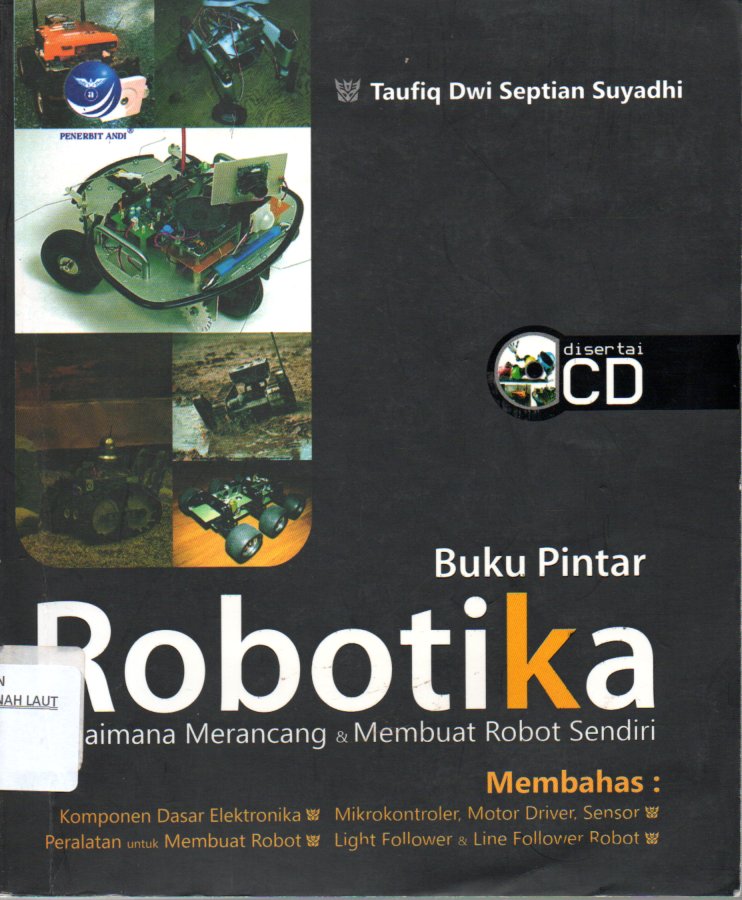 Taufiq Dwi Septian Suyadhi
PENERBIT ANDI®
disertai
CD
Buku Pintar
Robotika
aimana Merancang & Membuat Robot Sendiri
N
NAH LAUT
Membahas :
Komponen Dasar Elektronika
Mikrokontroler, Motor Driver, Sensor
Peralatan untuk Membuat Robot
Light Follower & Line Follower Robot